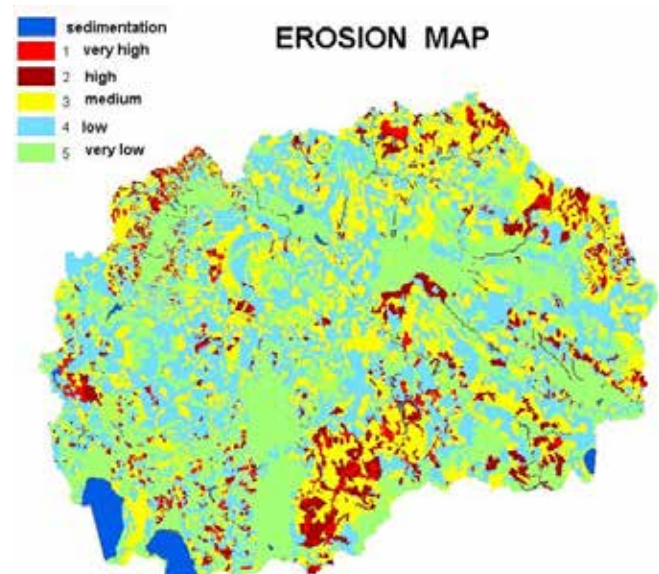 EROSION MAP
sedimentation
1 very high
2 high
3 medium
4 low
5 very low